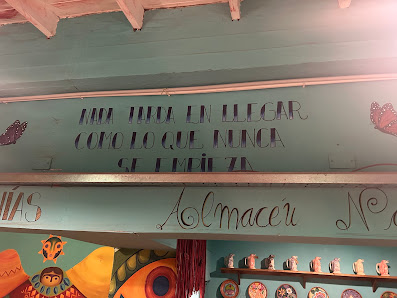 NADA TARDA EN LLEGAR
COMO LO QUE NUNCA
SE EMPIEZA
Almacén N°